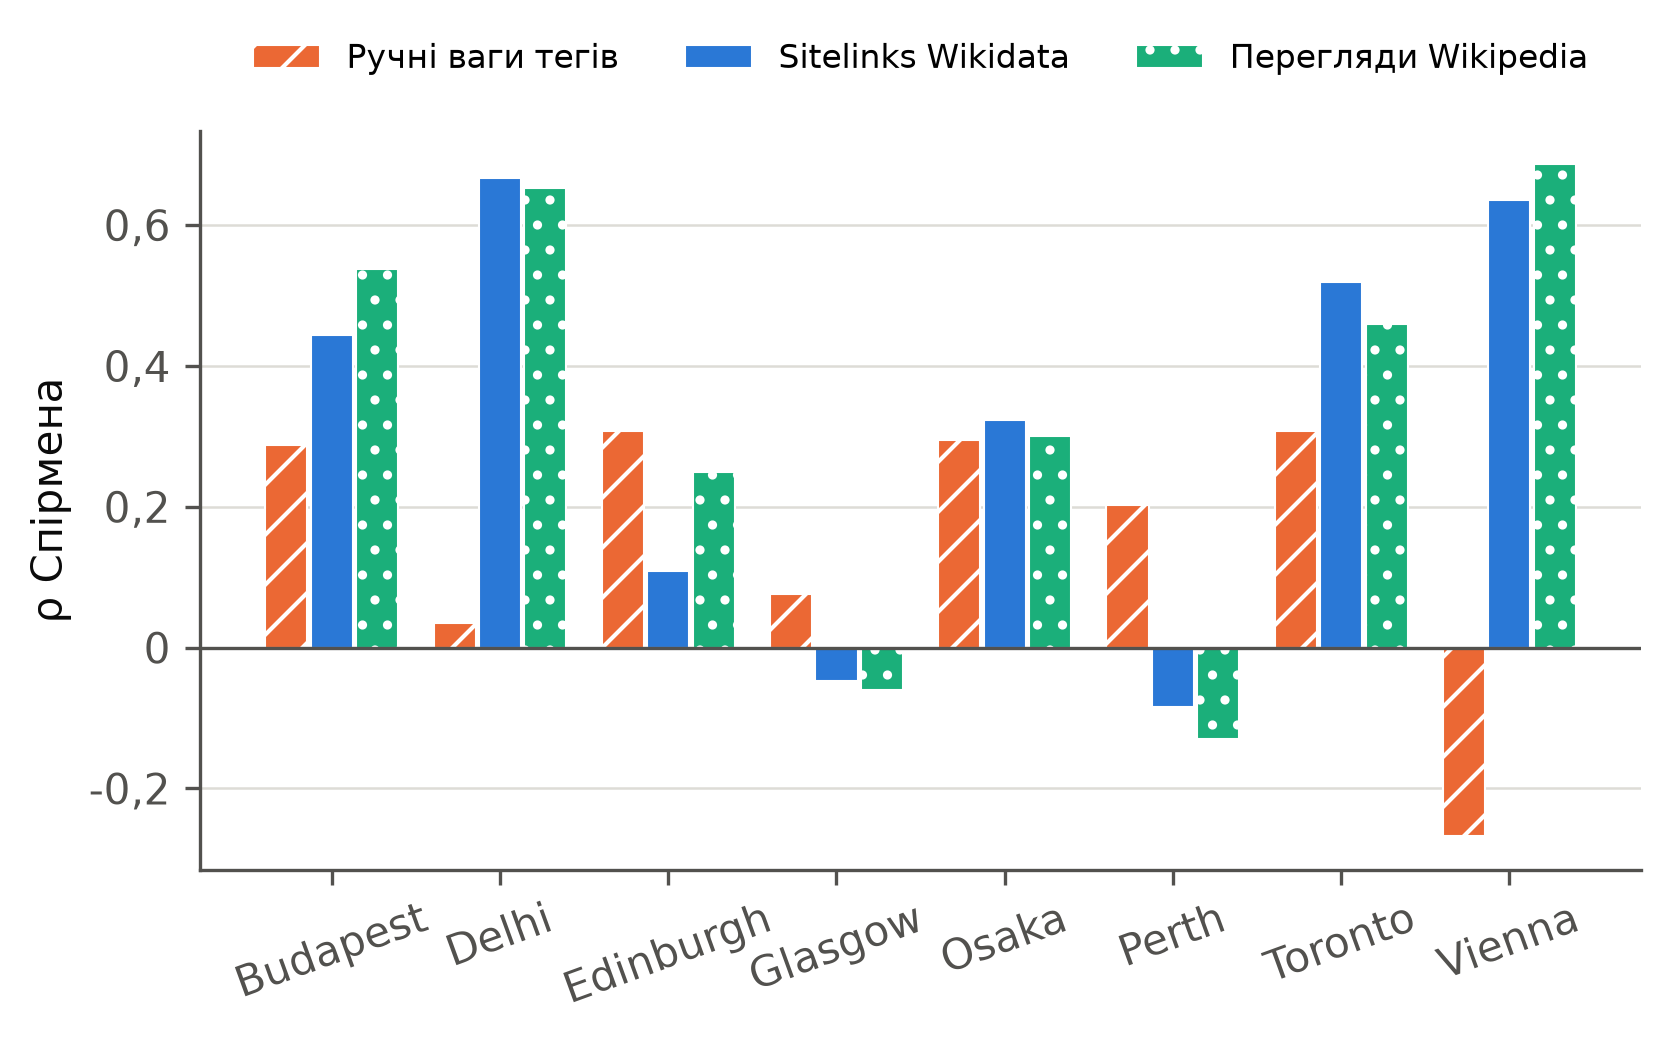 Ручні ваги тегів
Sitelinks Wikidata
Перегляди Wikipedia
ρ Спірмена
0,6
0,4
0,2
0
-0,2
Budapest
Delhi
Edinburgh
Glasgow
Osaka
Perth
Toronto
Vienna